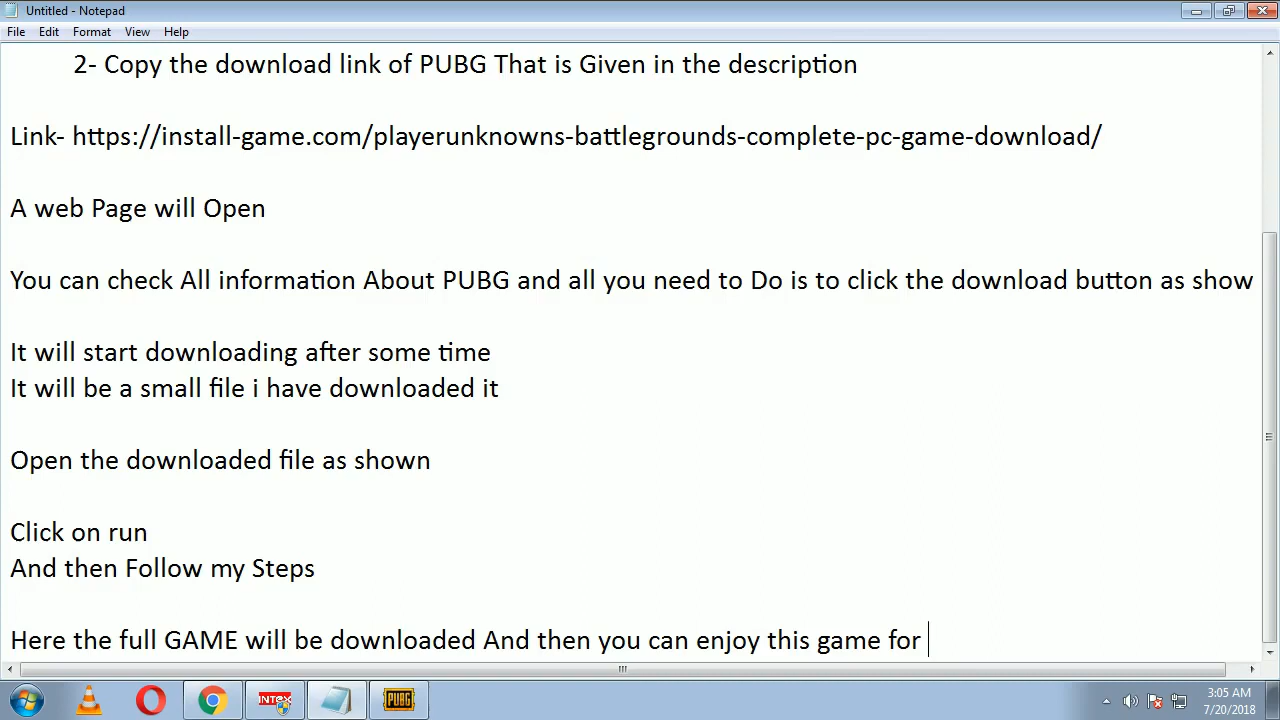 Untitled - Notepad
File Edit Format View Help
2- Copy the download link of PUBG That is Given in the description
Link- https://install-game.com/playerunknowns-battlegrounds-complete-pc-game-download/
A web Page will Open
You can check All information About PUBG and all you need to Do is to click the download button as show
It will start downloading after some time
It will be a small file i have downloaded it
Open the downloaded file as shown
Click on run
And then Follow my Steps
Here the full GAME will be downloaded And then you can enjoy this game for
INTEX
PUBG
3:05 AM
7/20/2018